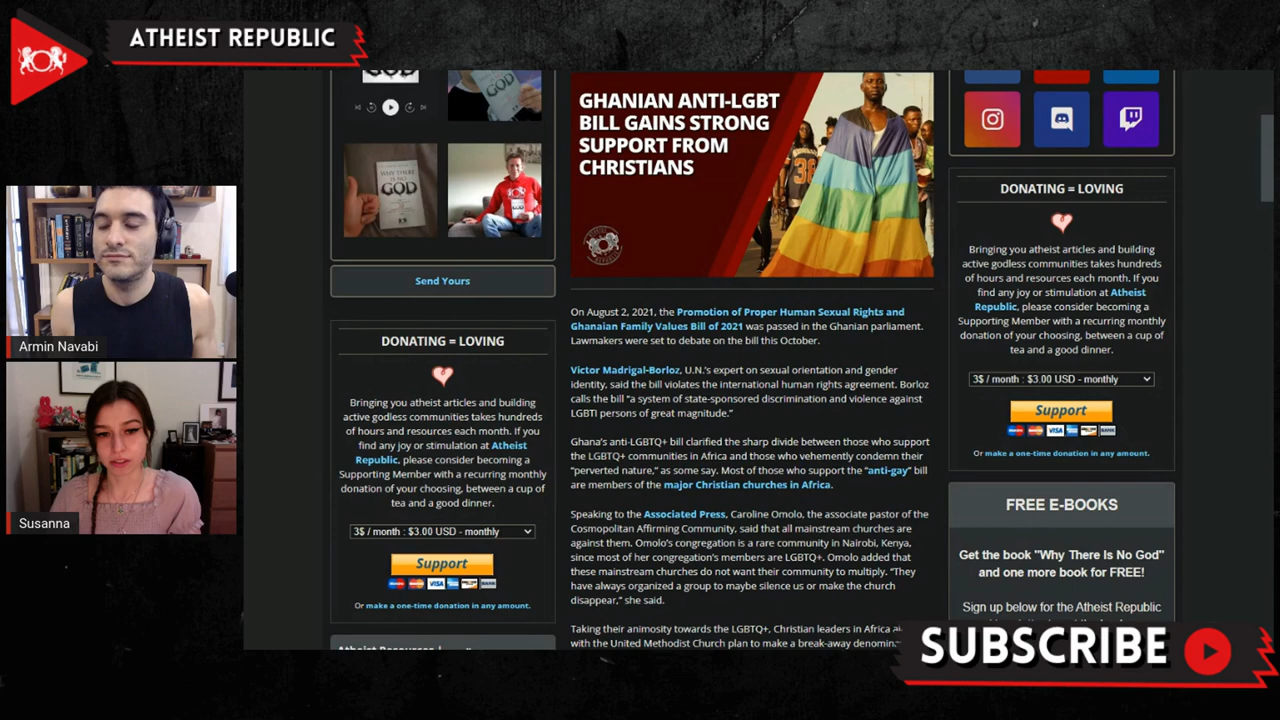 ATHEIST REPUBLIC
Armin Navabi
Susanna
GOD
GOD
WHY THERE
IS NO
GOD
Send Yours
DONATING = LOVING
Bringing you atheist articles and building
active godless communities takes hundreds
of hours and resources each month. If you
find any joy or stimulation at Atheist
Republic, please consider becoming a
Supporting Member with a recurring monthly
donation of your choosing, between a cup of
tea and a good dinner.
3$ / month : $3.00 USD - monthly
Support
VISA
BANK
Or make a one-time donation in any amount.
Atheist Resources |
GHANIAN ANTI-LGBT
BILL GAINS STRONG
SUPPORT FROM
CHRISTIANS
36
On August 2, 2021, the Promotion of Proper Human Sexual Rights and
Ghanaian Family Values Bill of 2021 was passed in the Ghanian parliament.
Lawmakers were set to debate on the bill this October.
Victor Madrigal-Borloz, U.N.'s expert on sexual orientation and gender
identity, said the bill violates the international human rights agreement. Borloz
calls the bill "a system of state-sponsored discrimination and violence against
LGBTI persons of great magnitude."
Ghana's anti-LGBTQ+ bill clarified the sharp divide between those who support
the LGBTQ+ communities in Africa and those who vehemently condemn their
"perverted nature," as some say. Most of those who support the "anti-gay" bill
are members of the major Christian churches in Africa.
Speaking to the Associated Press, Caroline Omolo, the associate pastor of the
Cosmopolitan Affirming Community, said that all mainstream churches are
against them. Omolo's congregation is a rare community in Nairobi, Kenya,
since most of her congregation's members are LGBTQ+. Omolo added that
these mainstream churches do not want their community to multiply. "They
have always organized a group to maybe silence us or make the church
disappear," she said.
Taking their animosity towards the LGBTQ+, Christian leaders in Africa
with the United Methodist Church plan to make a break-away
DONATING = LOVING
Bringing you atheist articles and building
active godless communities takes hundreds
of hours and resources each month. If you
find any joy or stimulation at Atheist
Republic, please consider becoming a
Supporting Member with a recurring monthly
donation of your choosing, between a cup of
tea and a good dinner.
3$ / month : $3.00 USD - monthly
Support
VISA
BANK
Or make a one-time donation in any amount.
FREE E-BOOKS
Get the book "Why There Is No God"
and one more book for FREE!
Sign up below for the Atheist Republic
SUBSCRIBE